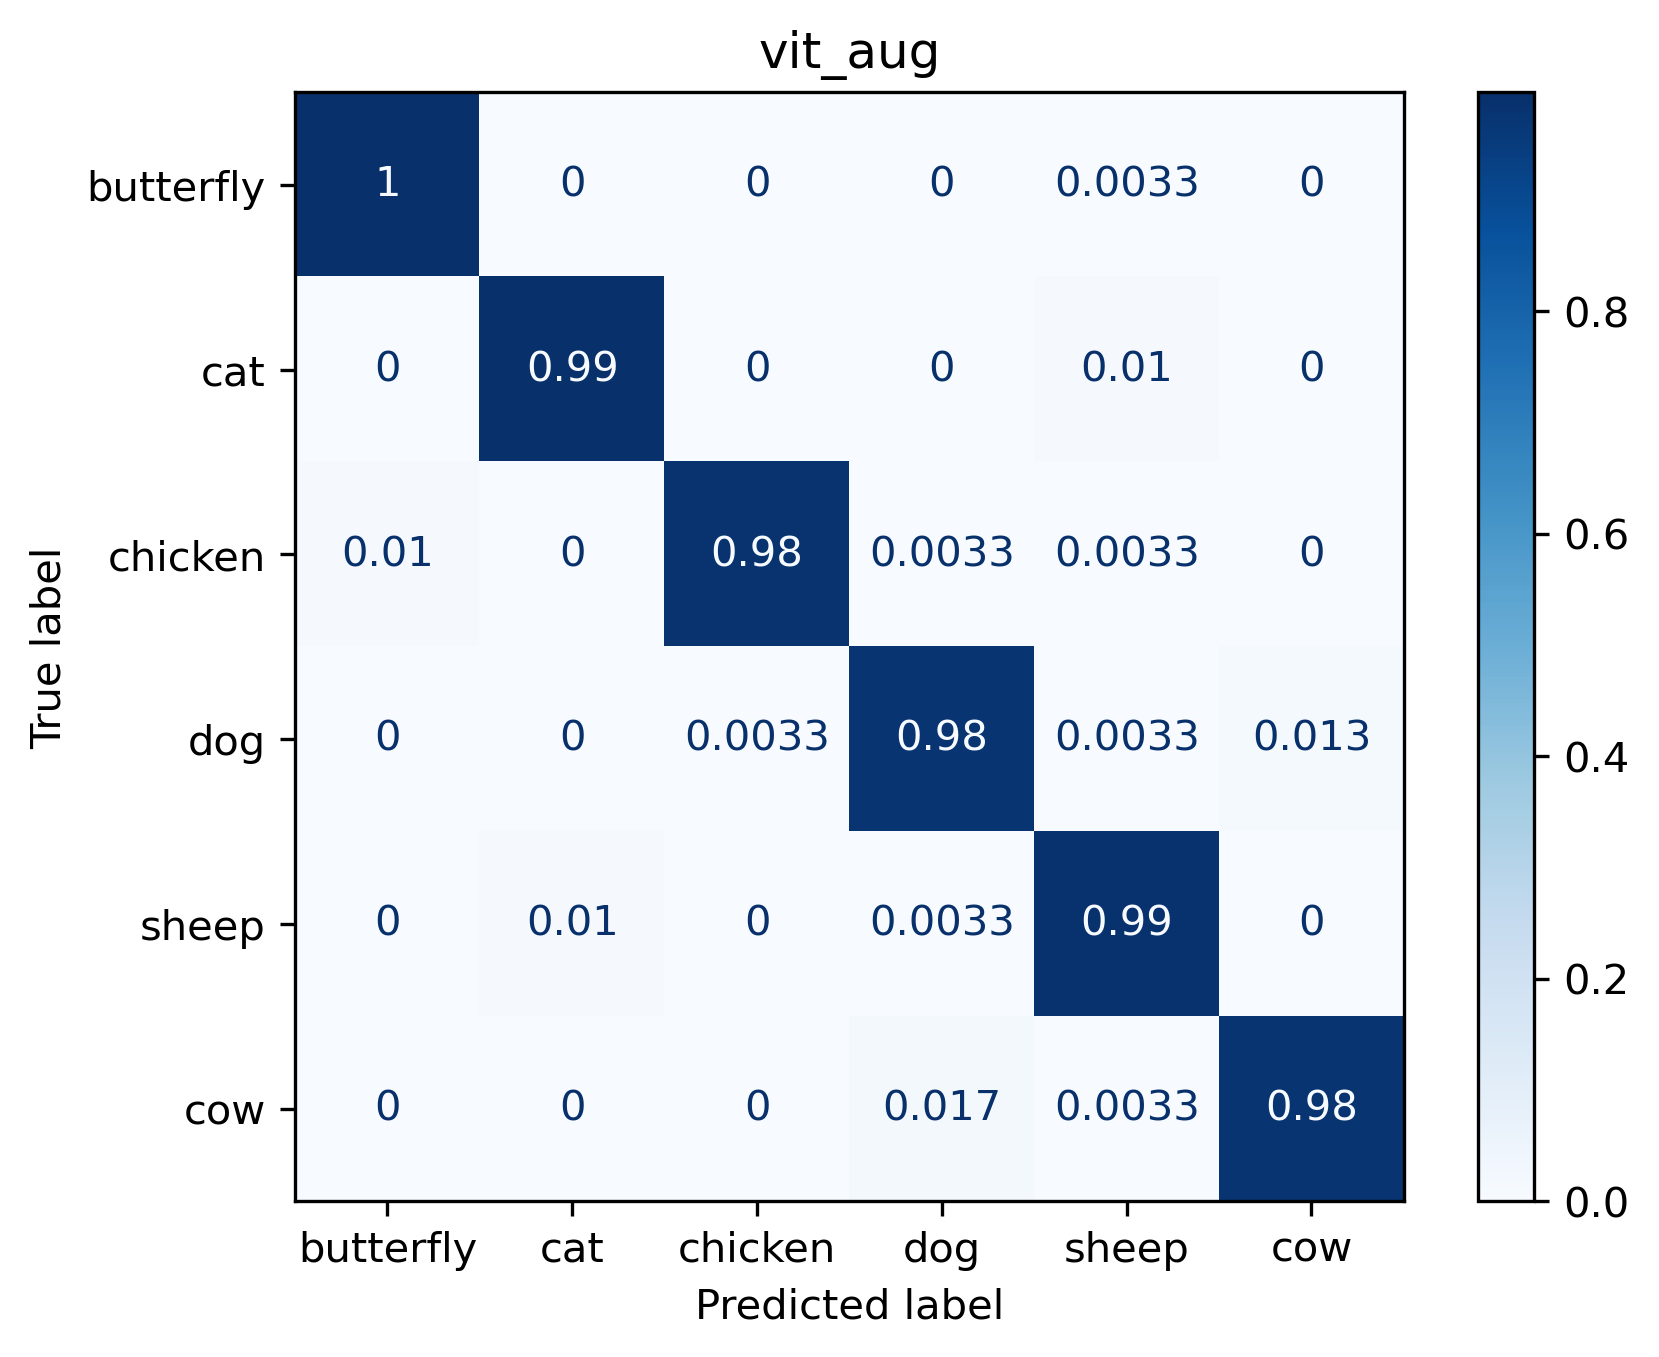 vit_aug
butterfly 1 0 0 0 0.0033 0
cat 0 0.99 0 0 0.01 0
chicken 0.01 0 0.98 0.0033 0.0033 0
dog 0 0 0.0033 0.98 0.0033 0.013
sheep 0 0.01 0 0.0033 0.99 0
cow 0 0 0 0.017 0.0033 0.98
butterfly cat chicken dog sheep cow
Predicted label
True label
0.8
0.6
0.4
0.2
0.0